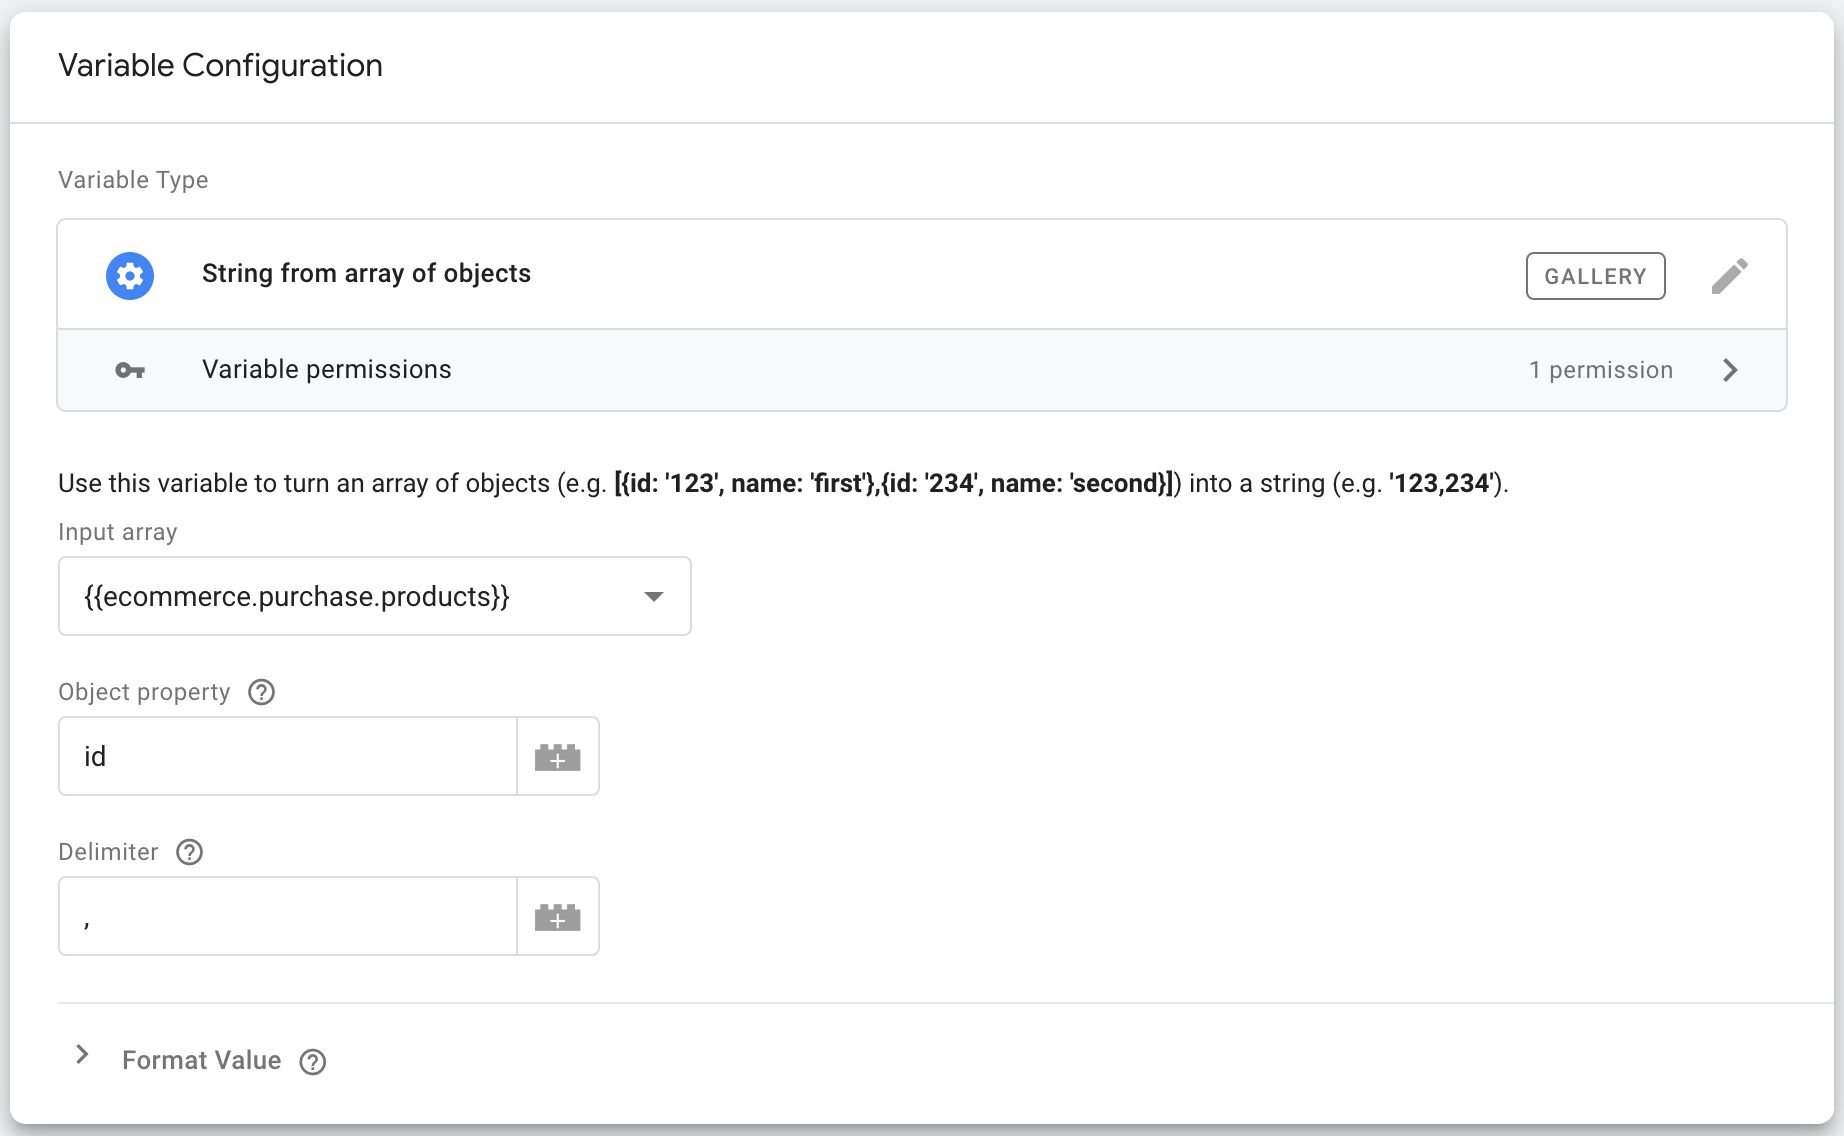 Variable Configuration
Variable Type
String from array of objects
GALLERY
Variable permissions
1 permission
Use this variable to turn an array of objects (e.g. [{id: '123', name: 'first'},{id: '234', name: 'second}]) into a string (e.g. '123,234').
Input array
{{ecommerce.purchase.products}}
Object property
id
Delimiter
,
Format Value